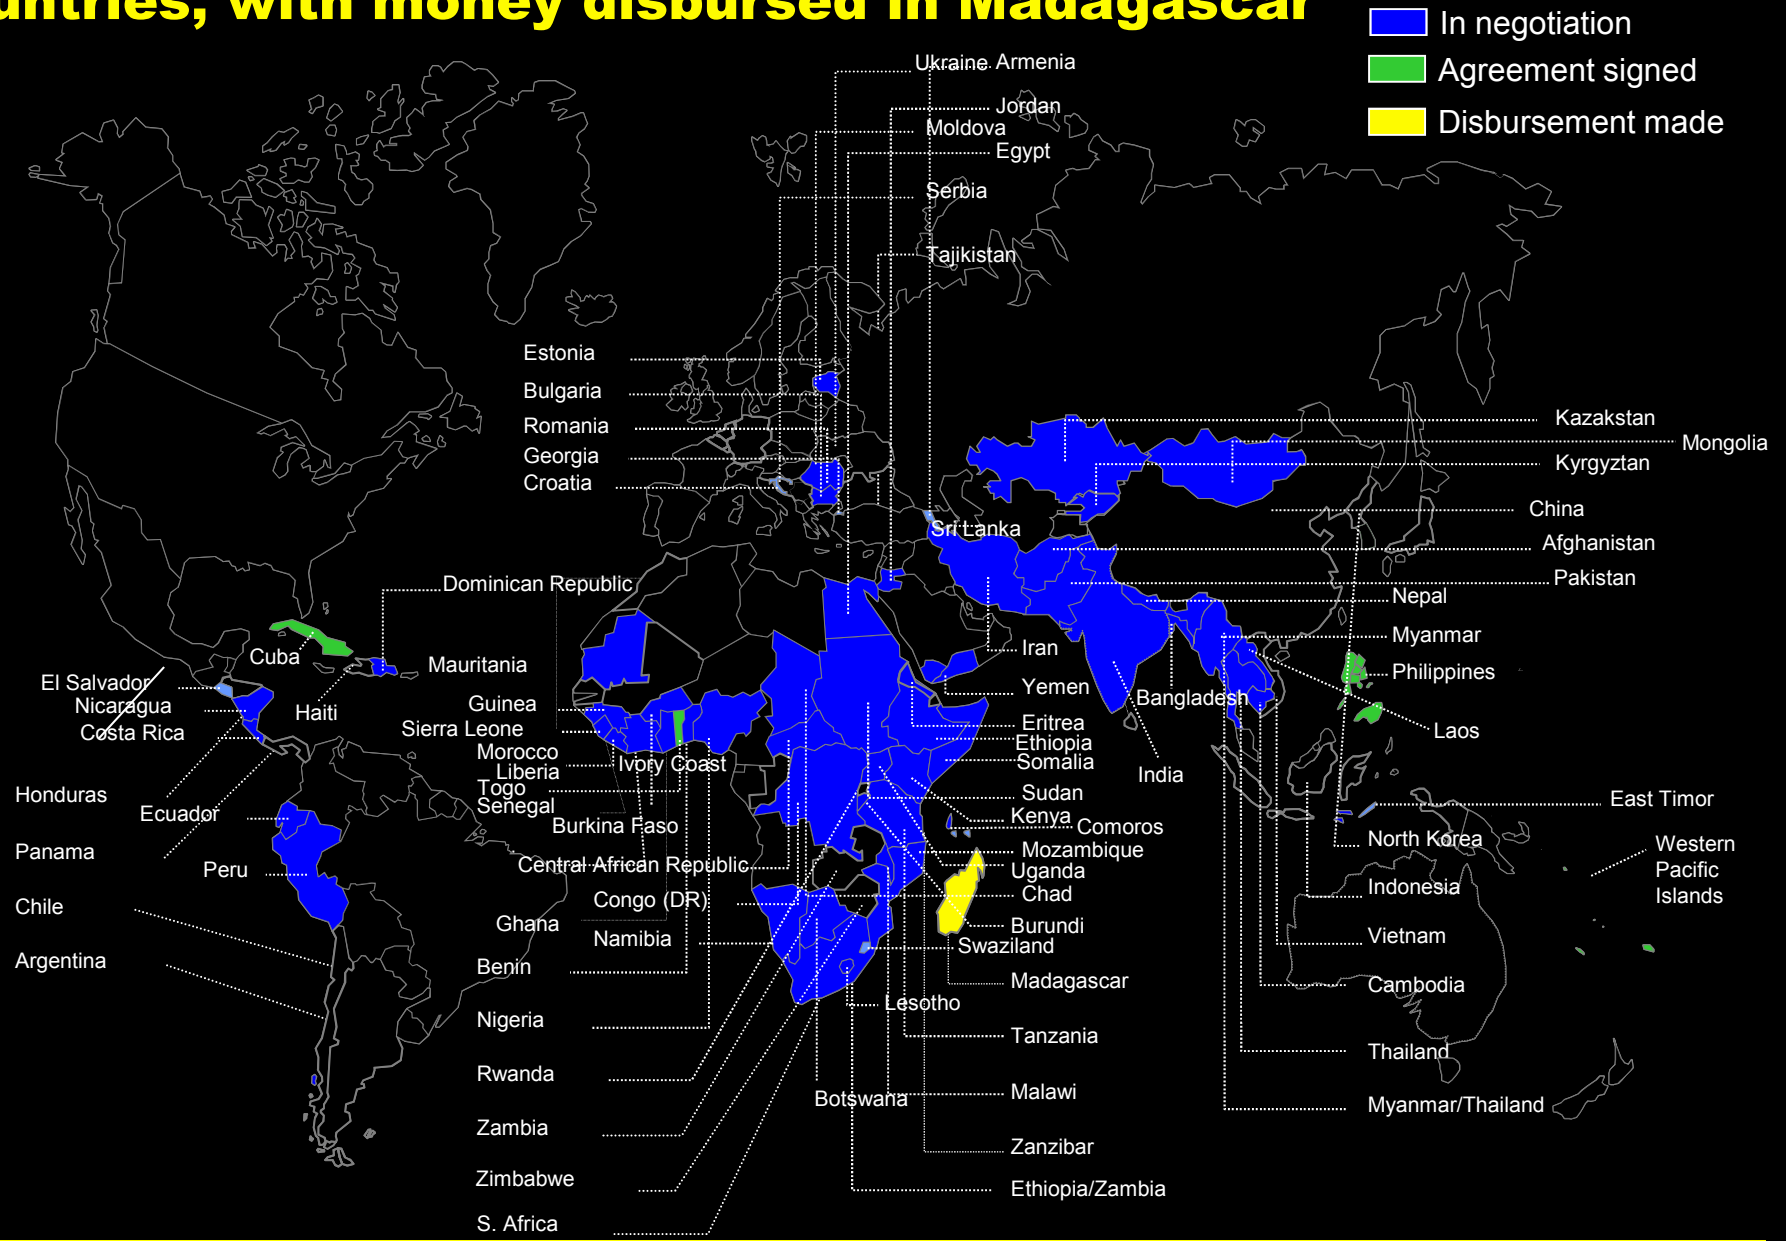 untries, with money disbursed in Madagascar
In negotiation
Agreement signed
Disbursement made
Ukraine
Armenia
Jordan
Moldova
Egypt
Serbia
Tajikistan
Estonia
Bulgaria
Romania
Georgia
Croatia
Kazakstan
Mongolia
Kyrgyztan
China
Sri Lanka
Afghanistan
Pakistan
Dominican Republic
Nepal
Myanmar
Iran
Cuba
Mauritania
Philippines
El Salvador
Yemen
Bangladesh
Nicaragua
Haiti
Guinea
Costa Rica
Sierra Leone
Eritrea
Laos
Ethiopia
Morocco
Ivory Coast
Somalia
Liberia
India
Togo
Honduras
Senegal
Sudan
East Timor
Ecuador
Burkina Faso
Kenya
Comoros
North Korea
Western
Pacific
Islands
Panama
Mozambique
Peru
Central African Republic
Uganda
Indonesia
Chad
Chile
Congo (DR)
Ghana
Burundi
Namibia
Swaziland
Vietnam
Argentina
Benin
Madagascar
Cambodia
Lesotho
Nigeria
Tanzania
Thailand
Rwanda
Botswana
Malawi
Myanmar/Thailand
Zambia
Zanzibar
Zimbabwe
Ethiopia/Zambia
S. Africa